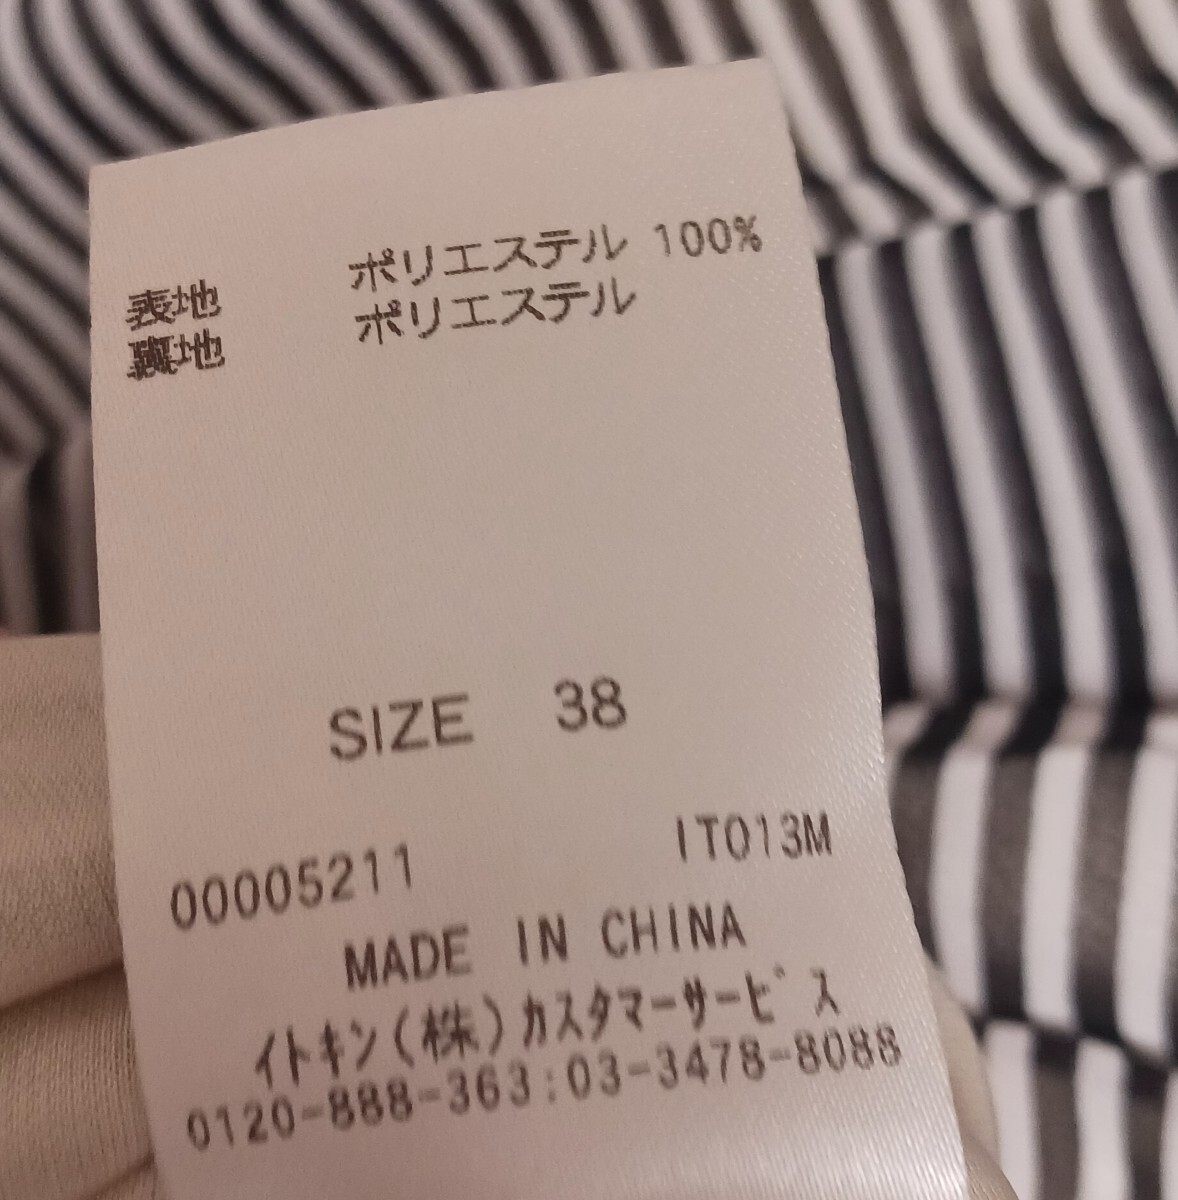 表地 ポリエステル 100%
裏地 ポリエステル
SIZE 38
00005211 IT013M
MADE IN CHINA
イトキン(株)カスタマーサービス
0120-888-363:03-3478-8088